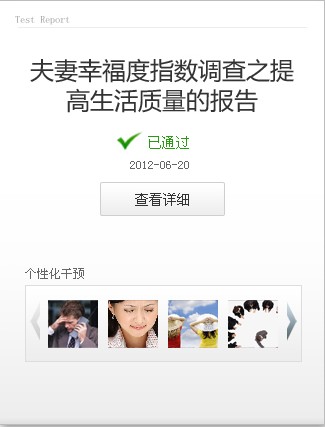 Test Report
夫妻幸福度指数调查之提
高生活质量的报告
已通过
2012-06-20
查看详细
个性化干预